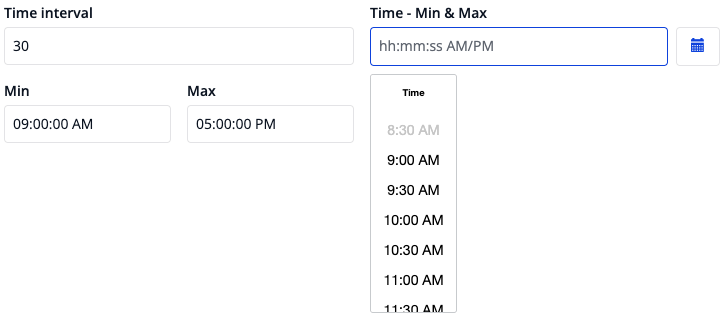 Time interval
30
Min
Max
09:00:00 AM
05:00:00 PM
Time - Min & Max
hh:mm:ss AM/PM
Time
8:30 AM
9:00 AM
9:30 AM
10:00 AM
10:30 AM
11:00 AM
11:30 AM